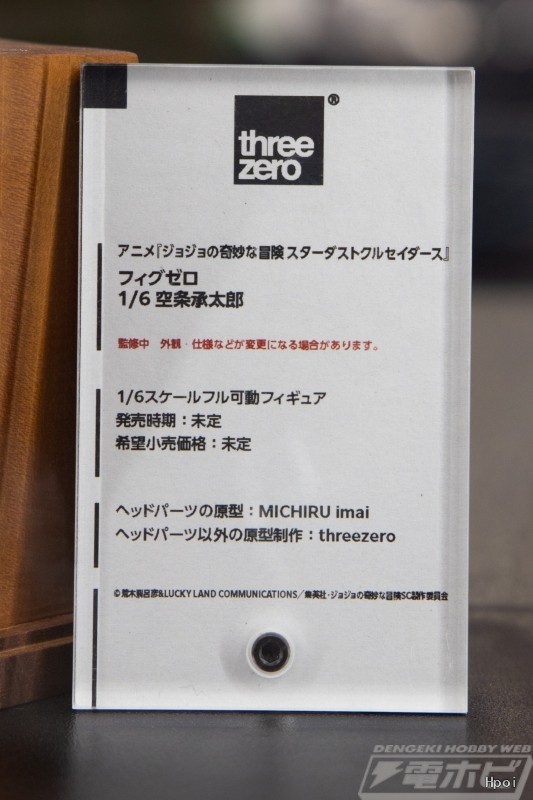 three
zero
®
アニメ『ジョジョの奇妙な冒険 スターダストクルセイダース』
フィグゼロ
1/6 空条承太郎
監修中 外観・仕様などが変更になる場合があります。
1/6スケールフル可動フィギュア
発売時期：未定
希望小売価格：未定
ヘッドパーツの原型：MICHIRU imai
ヘッドパーツ以外の原型制作：threezero
©荒木飛呂彦&LUCKY LAND COMMUNICATIONS／集英社・ジョジョの奇妙な冒険SC製作委員会
DENGEKI HOBBY WEB
電ホビ
Hpoi